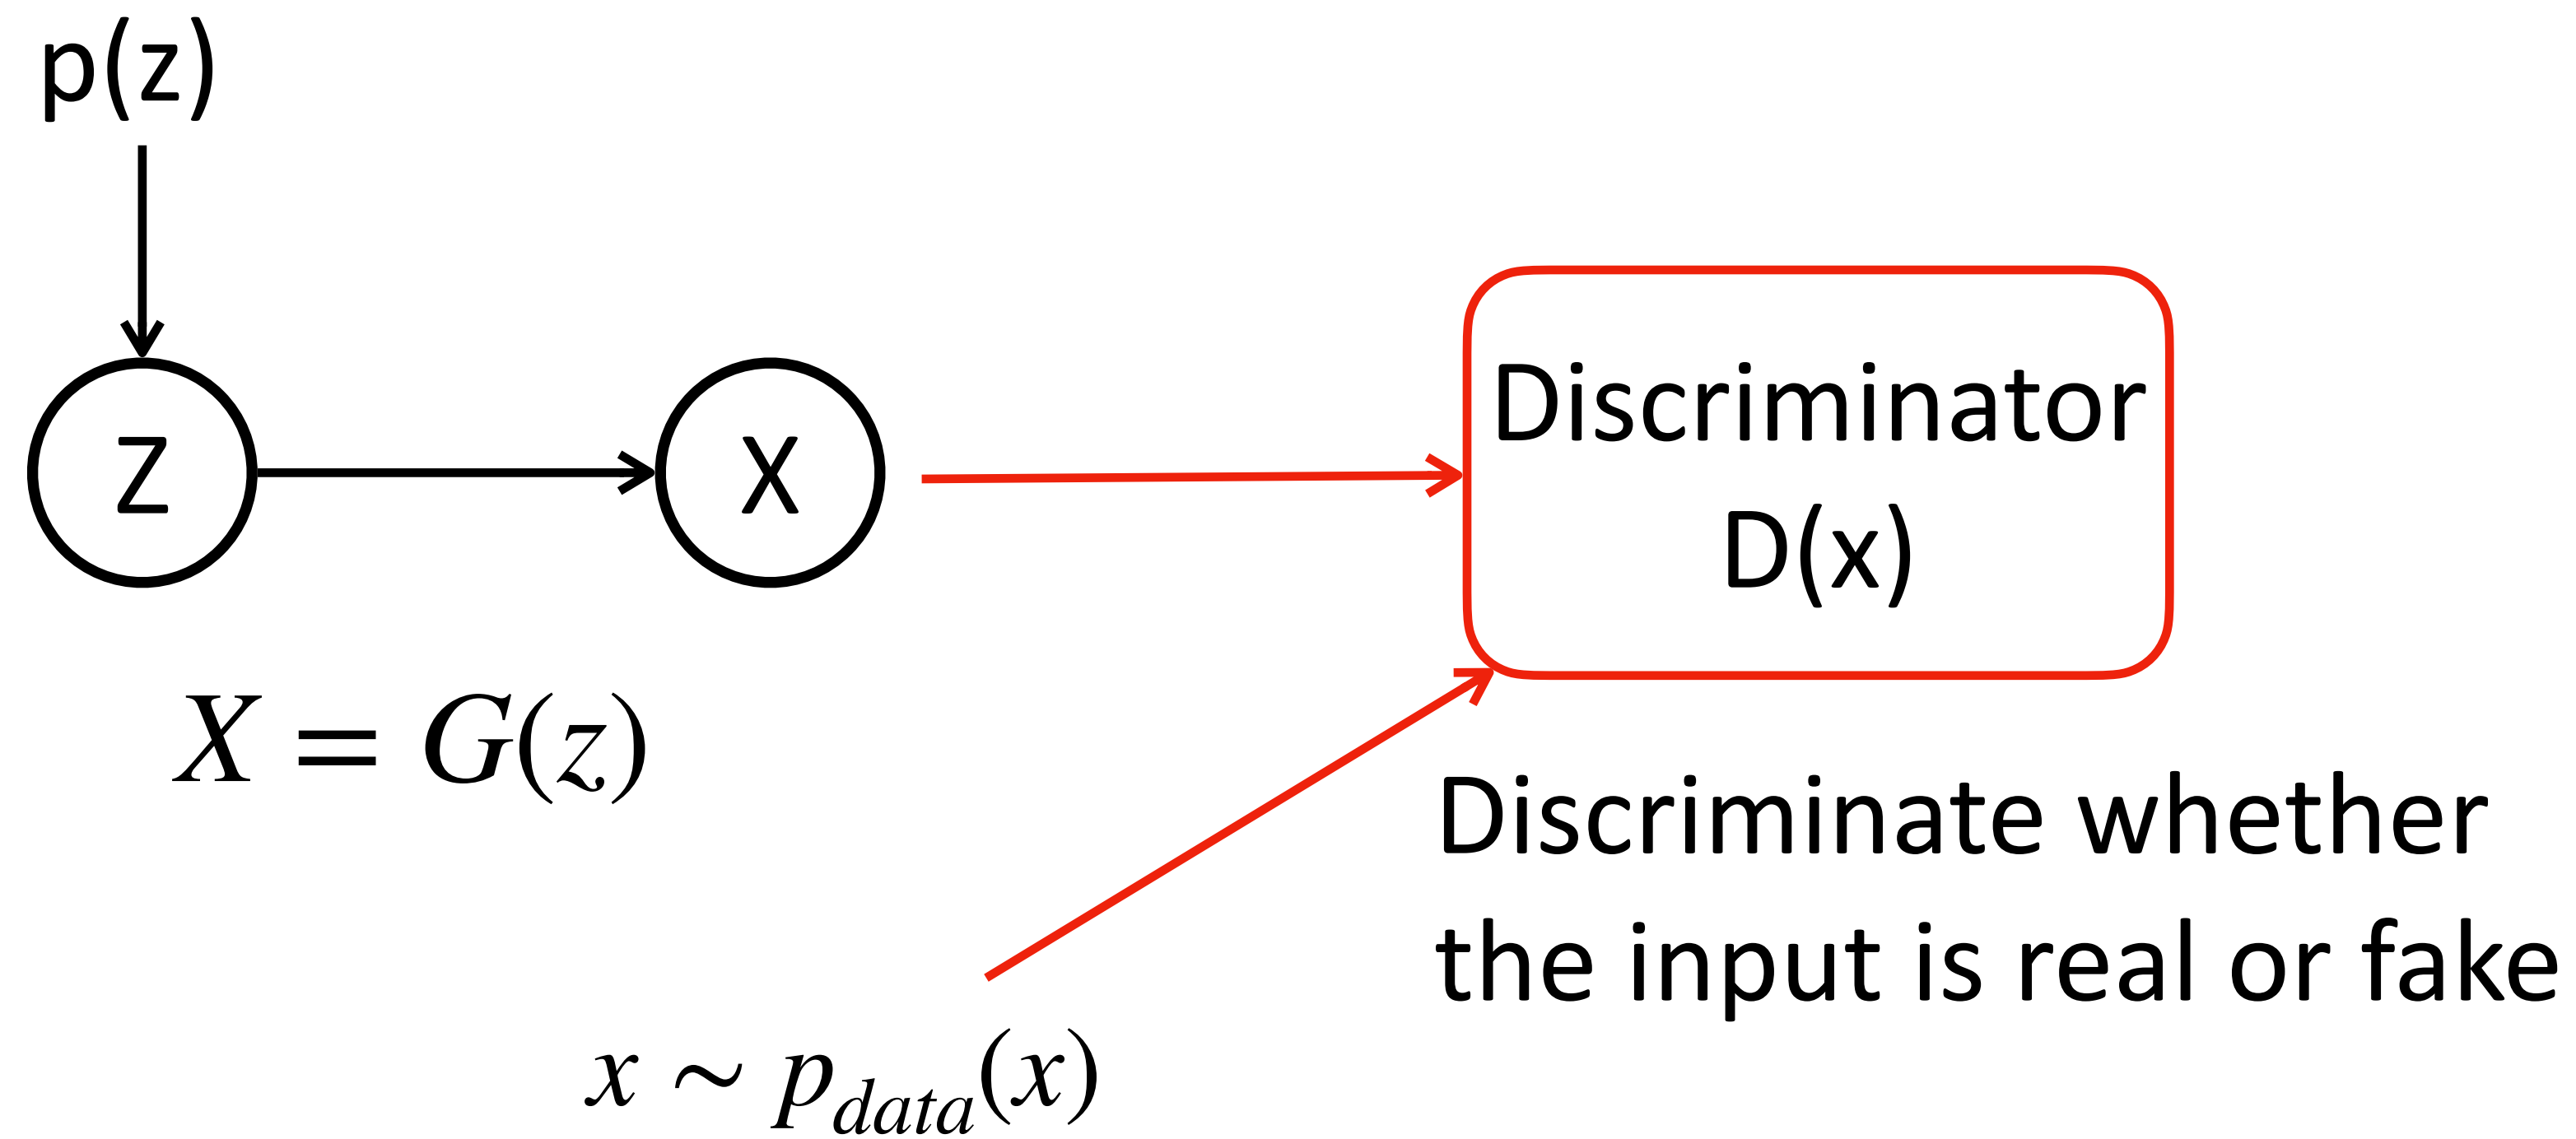 p(z)
Z
X
Discriminator
D(x)
X = G(z)
Discriminate whether
the input is real or fake
x ~ p_data(x)